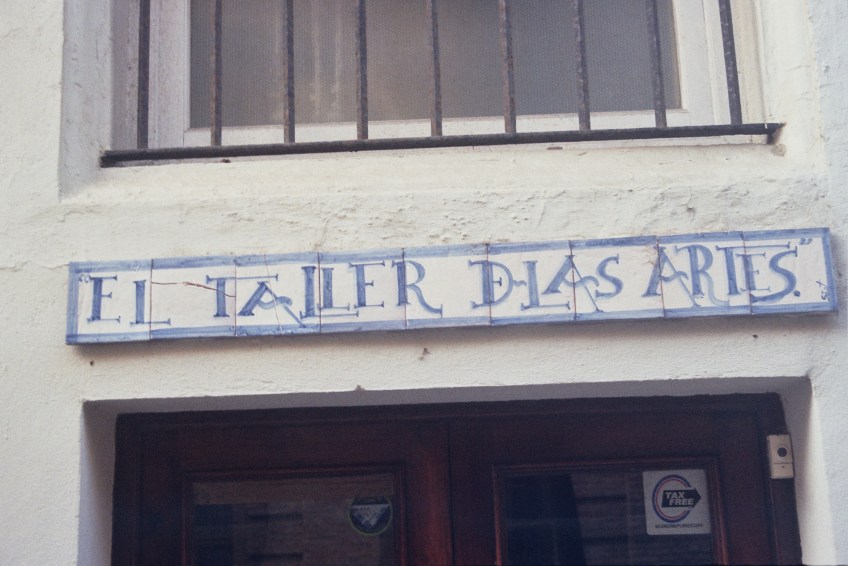 "EL TALLER D-LAS ARTES."
TAX
FREE